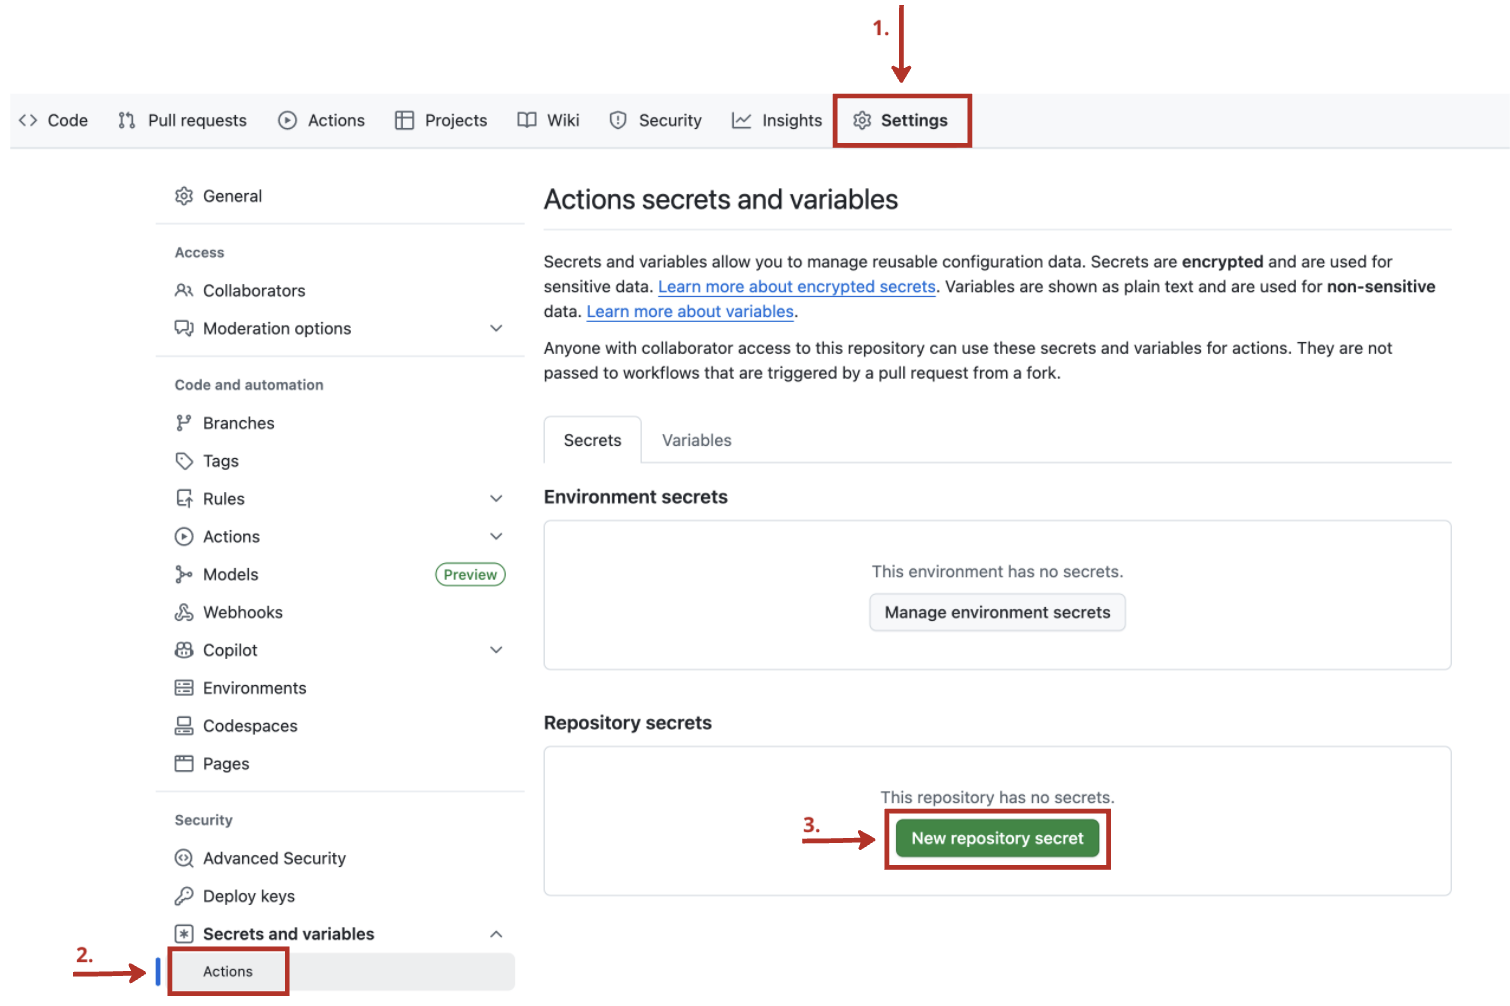 1.
Code
Pull requests
Actions
Projects
Wiki
Security
Insights
Settings
General
Access
Collaborators
Moderation options
Code and automation
Branches
Tags
Rules
Actions
Models
Preview
Webhooks
Copilot
Environments
Codespaces
Pages
Security
Advanced Security
Deploy keys
Secrets and variables
2.
Actions
Actions secrets and variables
Secrets and variables allow you to manage reusable configuration data. Secrets are encrypted and are used for
sensitive data. Learn more about encrypted secrets. Variables are shown as plain text and are used for non-sensitive
data. Learn more about variables.
Anyone with collaborator access to this repository can use these secrets and variables for actions. They are not
passed to workflows that are triggered by a pull request from a fork.
Secrets
Variables
Environment secrets
This environment has no secrets.
Manage environment secrets
Repository secrets
This repository has no secrets.
3.
New repository secret